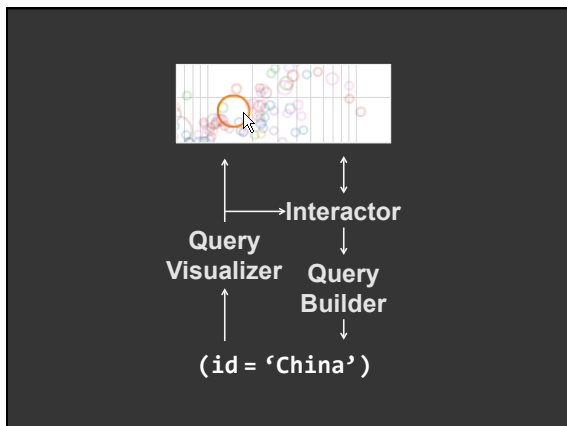 Interactor
Query
Visualizer
Query
Builder
(id = ‘China’)